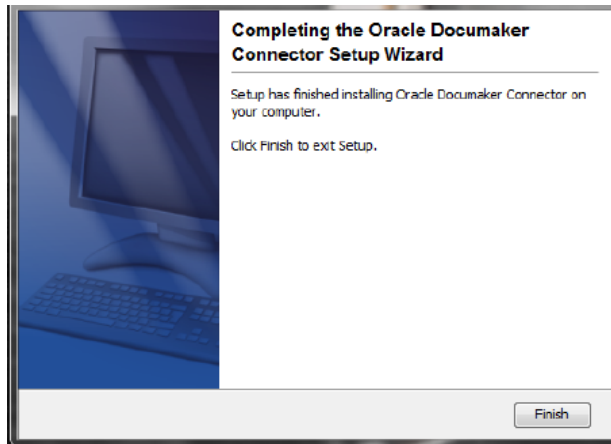 Completing the Oracle Documaker
Connector Setup Wizard
Setup has finished installing Oracle Documaker Connector on
your computer.
Click Finish to exit Setup.
Finish